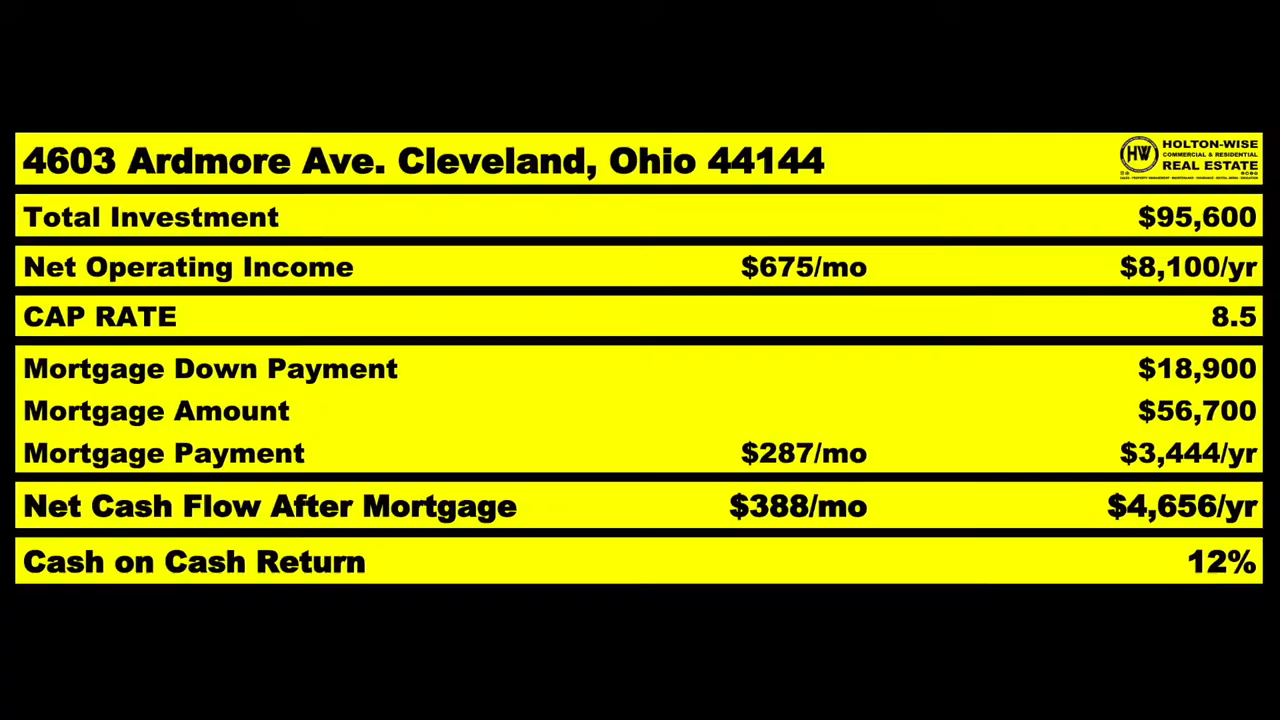 4603 Ardmore Ave. Cleveland, Ohio 44144
HW
HOLTON-WISE
COMMERCIAL & RESIDENTIAL
REAL ESTATE
Total Investment $95,600
Net Operating Income $675/mo $8,100/yr
CAP RATE 8.5
Mortgage Down Payment $18,900
Mortgage Amount $56,700
Mortgage Payment $287/mo $3,444/yr
Net Cash Flow After Mortgage $388/mo $4,656/yr
Cash on Cash Return 12%